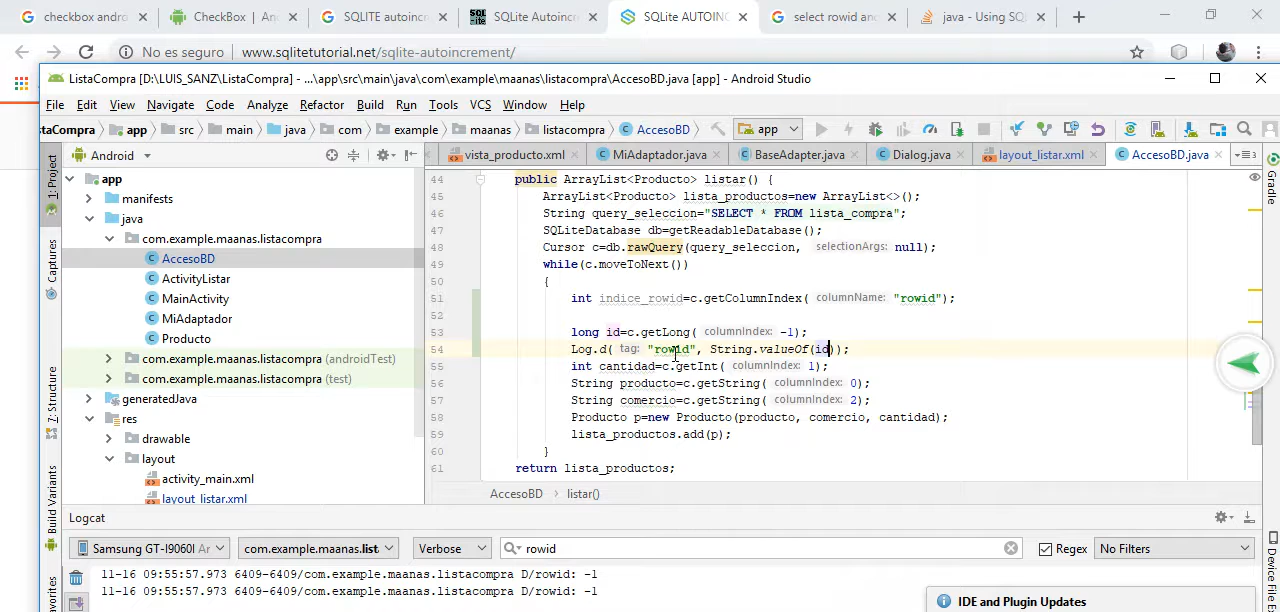 checkbox andro
CheckBox | An
SQLITE autoincr
SQLite Autoincr
SQLite AUTOINC
select rowid an
java - Using SQ
No es seguro
www.sqlitetutorial.net/sqlite-autoincrement/
ListaCompra [D:\LUIS_SANZ\ListaCompra] - ...\app\src\main\java\com\example\maanas\listacompra\AccesoBD.java [app] - Android Studio
File Edit View Navigate Code Analyze Refactor Build Run Tools VCS Window Help
staCompra app src main java com example maanas listacompra AccesoBD app
Android
vista_producto.xml MiAdaptador.java BaseAdapter.java Dialog.java layout_listar.xml AccesoBD.java
1: Project
Captures
Z: Structure
Build Variants
Gradle
app
manifests
java
com.example.maanas.listacompra
AccesoBD
ActivityListar
MainActivity
MiAdaptador
Producto
com.example.maanas.listacompra (androidTest)
com.example.maanas.listacompra (test)
generatedJava
res
drawable
layout
activity_main.xml
layout_listar.xml
44 public ArrayList<Producto> listar() {
45 ArrayList<Producto> lista_productos=new ArrayList<>();
46 String query_seleccion="SELECT * FROM lista_compra";
47 SQLiteDatabase db=getReadableDatabase();
48 Cursor c=db.rawQuery(query_seleccion, selectionArgs: null);
49 while(c.moveToNext())
50 {
51 int indice_rowid=c.getColumnIndex( columnName: "rowid");
52
53 long id=c.getLong( columnIndex: -1);
54 Log.d( tag: "rowid", String.valueOf(id));
55 int cantidad=c.getInt( columnIndex: 1);
56 String producto=c.getString( columnIndex: 0);
57 String comercio=c.getString( columnIndex: 2);
58 Producto p=new Producto(producto, comercio, cantidad);
59 lista_productos.add(p);
60 }
61 return lista_productos;
AccesoBD listar()
Logcat
Samsung GT-I9060I Ar com.example.maanas.list Verbose rowid Regex No Filters
11-16 09:55:57.973 6409-6409/com.example.maanas.listacompra D/rowid: -1
11-16 09:55:57.973 6409-6409/com.example.maanas.listacompra D/rowid: -1
IDE and Plugin Updates